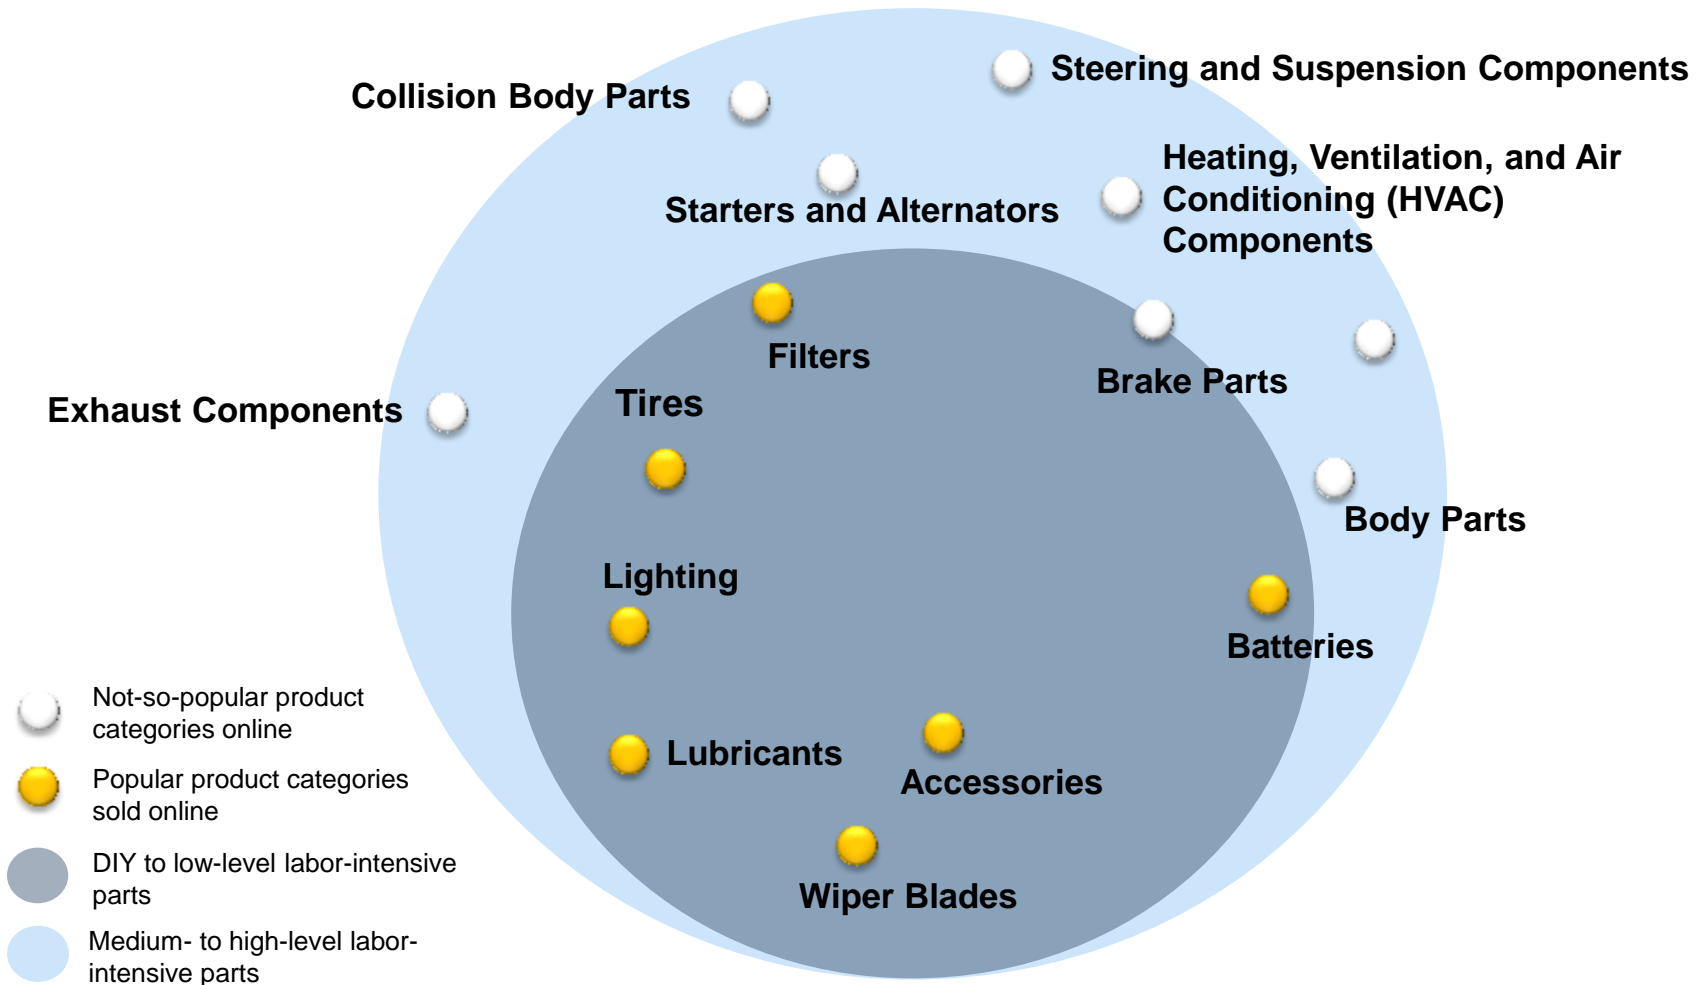 Steering and Suspension Components
Collision Body Parts
Heating, Ventilation, and Air
Conditioning (HVAC)
Components
Starters and Alternators
Filters
Brake Parts
Tires
Exhaust Components
Body Parts
Lighting
Batteries
Lubricants
Accessories
Wiper Blades
Not-so-popular product
categories online
Popular product categories
sold online
DIY to low-level labor-intensive
parts
Medium- to high-level labor-
intensive parts